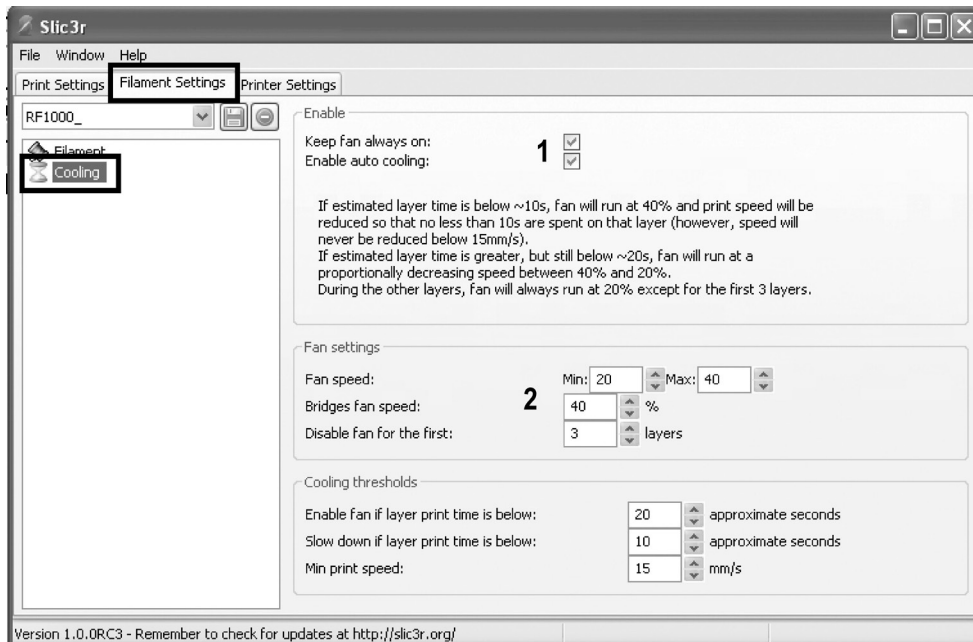 Slic3r
File Window Help
Print Settings Filament Settings Printer Settings
RF1000_
Filament
Cooling
Enable
Keep fan always on:
1
Enable auto cooling:
If estimated layer time is below ~10s, fan will run at 40% and print speed will be
reduced so that no less than 10s are spent on that layer (however, speed will
never be reduced below 15mm/s).
If estimated layer time is greater, but still below ~20s, fan will run at a
proportionally decreasing speed between 40% and 20%.
During the other layers, fan will always run at 20% except for the first 3 layers.
Fan settings
Fan speed: Min: 20 Max: 40
Bridges fan speed: 2 40 %
Disable fan for the first: 3 layers
Cooling thresholds
Enable fan if layer print time is below: 20 approximate seconds
Slow down if layer print time is below: 10 approximate seconds
Min print speed: 15 mm/s
Version 1.0.0RC3 - Remember to check for updates at http://slic3r.org/